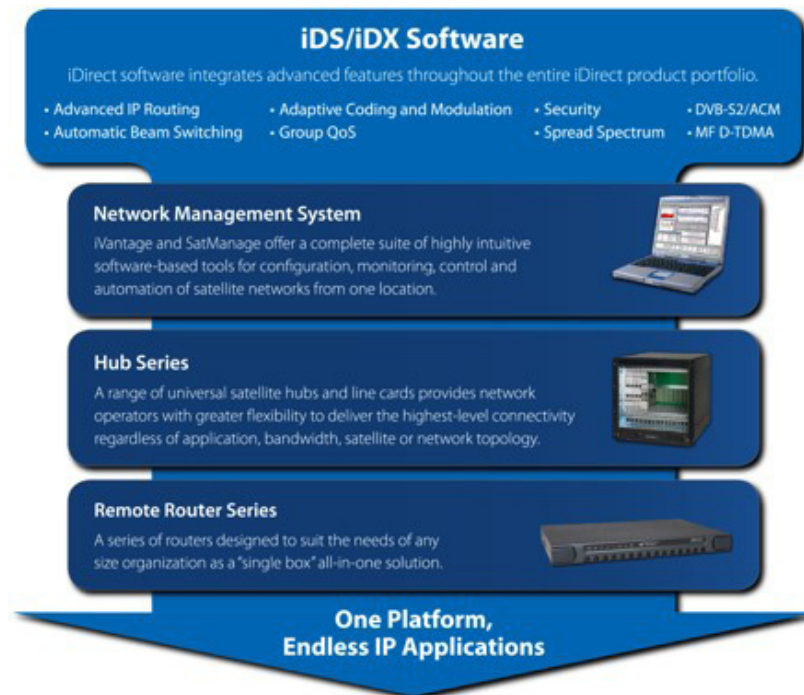 iDS/iDX Software
iDirect software integrates advanced features throughout the entire iDirect product portfolio.
• Advanced IP Routing • Adaptive Coding and Modulation • Security • DVB-S2/ACM
• Automatic Beam Switching • Group QoS • Spread Spectrum • MF D-TDMA
Network Management System
iVantage and SatManage offer a complete suite of highly intuitive
software-based tools for configuration, monitoring, control and
automation of satellite networks from one location.
Hub Series
A range of universal satellite hubs and line cards provides network
operators with greater flexibility to deliver the highest-level connectivity
regardless of application, bandwidth, satellite or network topology.
Remote Router Series
A series of routers designed to suit the needs of any
size organization as a “single box” all-in-one solution.
One Platform,
Endless IP Applications